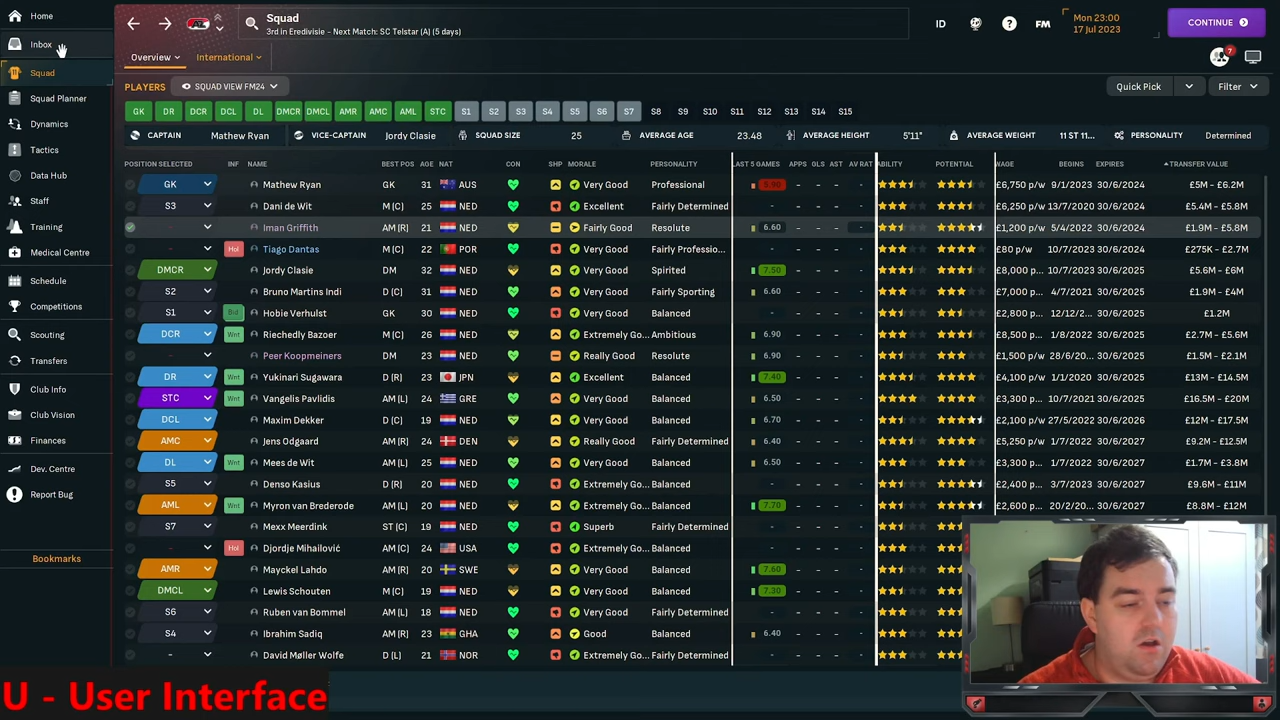 Home
Inbox
Squad
Squad Planner
Dynamics
Tactics
Data Hub
Staff
Training
Medical Centre
Schedule
Competitions
Scouting
Transfers
Club Info
Club Vision
Finances
Dev. Centre
Report Bug
Bookmarks
Squad
3rd in Eredivisie - Next Match: SC Telstar (A) (5 days)
ID FM Mon 23:00 17 Jul 2023 CONTINUE
Overview International 7
PLAYERS SQUAD VIEW FM24 Quick Pick Filter
GK DR DCR DCL DL DMCR DMCL AMR AMC AML STC S1 S2 S3 S4 S5 S6 S7 S8 S9 S10 S11 S12 S13 S14 S15
CAPTAIN Mathew Ryan VICE-CAPTAIN Jordy Clasie SQUAD SIZE 25 AVERAGE AGE 23.48 AVERAGE HEIGHT 5'11" AVERAGE WEIGHT 11 ST 11... PERSONALITY Determined
POSITION SELECTED INF NAME BEST POS AGE NAT CON SHP MORALE PERSONALITY LAST 5 GAMES APPS GLS AST AV RAT ABILITY POTENTIAL WAGE BEGINS EXPIRES TRANSFER VALUE
GK Mathew Ryan GK 31 AUS Very Good Professional 5.90 - - - - £6,750 p/w 9/1/2023 30/6/2024 £5M - £6.2M
S3 Dani de Wit M (C) 25 NED Excellent Fairly Determined - - - - - £6,250 p/w 13/7/2020 30/6/2024 £5.4M - £5.8M
- Iman Griffith AM (R) 21 NED Fairly Good Resolute 6.60 - - - - £1,200 p/w 5/4/2022 30/6/2024 £1.9M - £5.8M
- Hol Tiago Dantas M (C) 22 POR Very Good Fairly Professio... - - - - - £80 p/w 10/7/2023 30/6/2024 £275K - £2.7M
DMCR Jordy Clasie DM 32 NED Very Good Spirited 7.50 - - - - £8,000 p... 10/7/2023 30/6/2025 £5.6M - £6M
S2 Bruno Martins Indi D (C) 31 NED Very Good Fairly Sporting 6.60 - - - - £7,000 p... 4/7/2021 30/6/2025 £1.9M - £4M
S1 Bid Hobie Verhulst GK 30 NED Very Good Balanced - - - - - £2,800 p... 12/12/2... 30/6/2025 £1.2M
DCR Wnt Riechedly Bazoer M (C) 26 NED Extremely Go... Ambitious 6.90 - - - - £8,500 p... 1/8/2022 30/6/2025 £2.7M - £5.6M
- Peer Koopmeiners DM 23 NED Really Good Resolute 6.90 - - - - £1,500 p/w 28/6/20... 30/6/2025 £1.5M - £2.1M
DR Wnt Yukinari Sugawara D (R) 23 JPN Excellent Balanced 7.40 - - - - £4,100 p/w 1/1/2020 30/6/2025 £13M - £14.5M
STC Wnt Vangelis Pavlidis AM (L) 24 GRE Very Good Balanced 6.50 - - - - £3,300 p... 10/7/2021 30/6/2025 £16.5M - £20M
DCL Maxim Dekker D (C) 19 NED Very Good Balanced 6.70 - - - - £2,100 p/w 27/5/2022 30/6/2026 £12M - £17.5M
AMC Jens Odgaard AM (R) 24 DEN Really Good Balanced 6.40 - - - - £5,250 p/w 1/7/2022 30/6/2027 £9.2M - £12.5M
DL Wnt Mees de Wit AM (L) 25 NED Very Good Balanced 6.50 - - - - £3,300 p... 1/7/2022 30/6/2027 £1.7M - £3.8M
S5 Denso Kasius D (R) 20 NED Extremely Go... Fairly Determined - - - - - £2,400 p... 3/7/2023 30/6/2027 £9.6M - £11M
AML Wnt Myron van Brederode AM (L) 20 NED Extremely Go... Balanced 7.70 - - - - £2,600 p... 20/2/20... 30/6/2027 £8.8M - £12M
S7 Mexx Meerdink ST (C) 19 NED Superb Fairly Determined - - - - -
- Hol Djordje Mihailović AM (C) 24 USA Extremely Go... Balanced - - - - -
AMR Mayckel Lahdo AM (R) 20 SWE Extremely Go... Balanced 7.60 - - - -
DMCL Lewis Schouten M (C) 19 NED Very Good Balanced 7.30 - - - -
S6 Ruben van Bommel AM (L) 18 NED Very Good Fairly Determined - - - - -
S4 Ibrahim Sadiq AM (R) 23 GHA Good Balanced 6.40 - - - -
- David Møller Wolfe D (L) 21 NOR Extremely Go... Fairly Determined - - - - -
U - User Interface